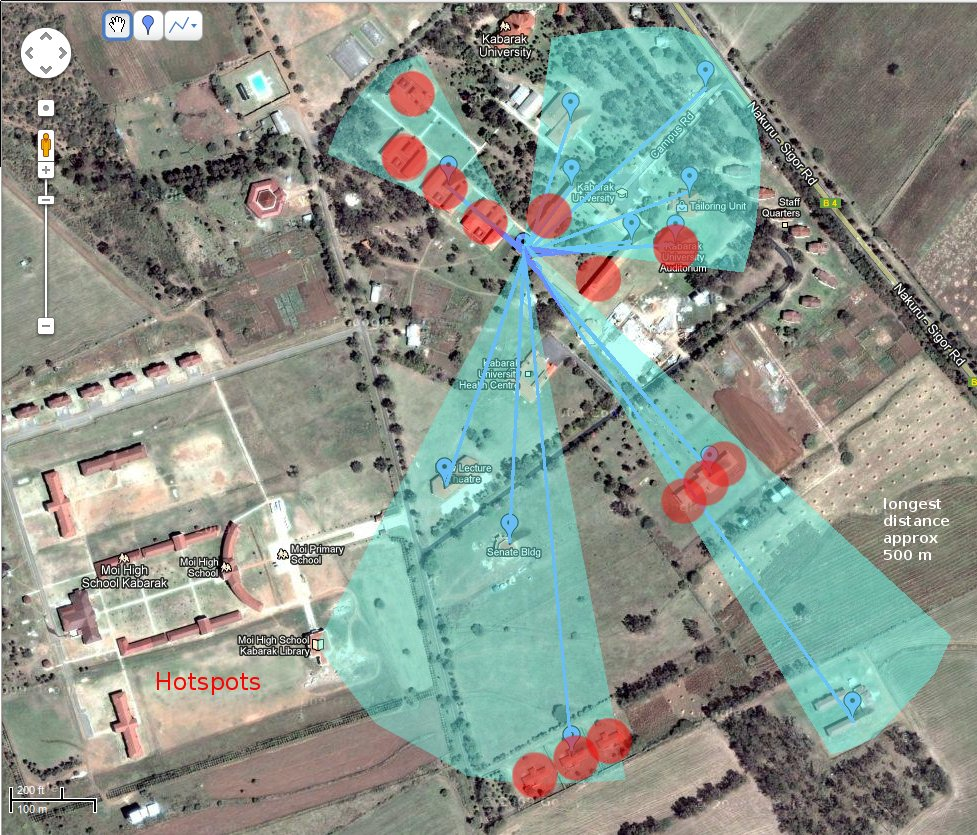 Kabarak
University
Campus Rd
Nakuru - Sigor Rd
Kabarak
University
Tailoring Unit
Staff
Quarters
B 4
Kabarak
University
Auditorium
Nakuru - Sigor Rd
B
Kabarak
University
Health Centre
w Lecture
heatre
longest
distance
approx
500 m
Senate Bldg
Moi Primary
School
Moi High
School
Moi High
School Kabarak
Moi High School
Kabarak Library
Hotspots
200 ft
100 m